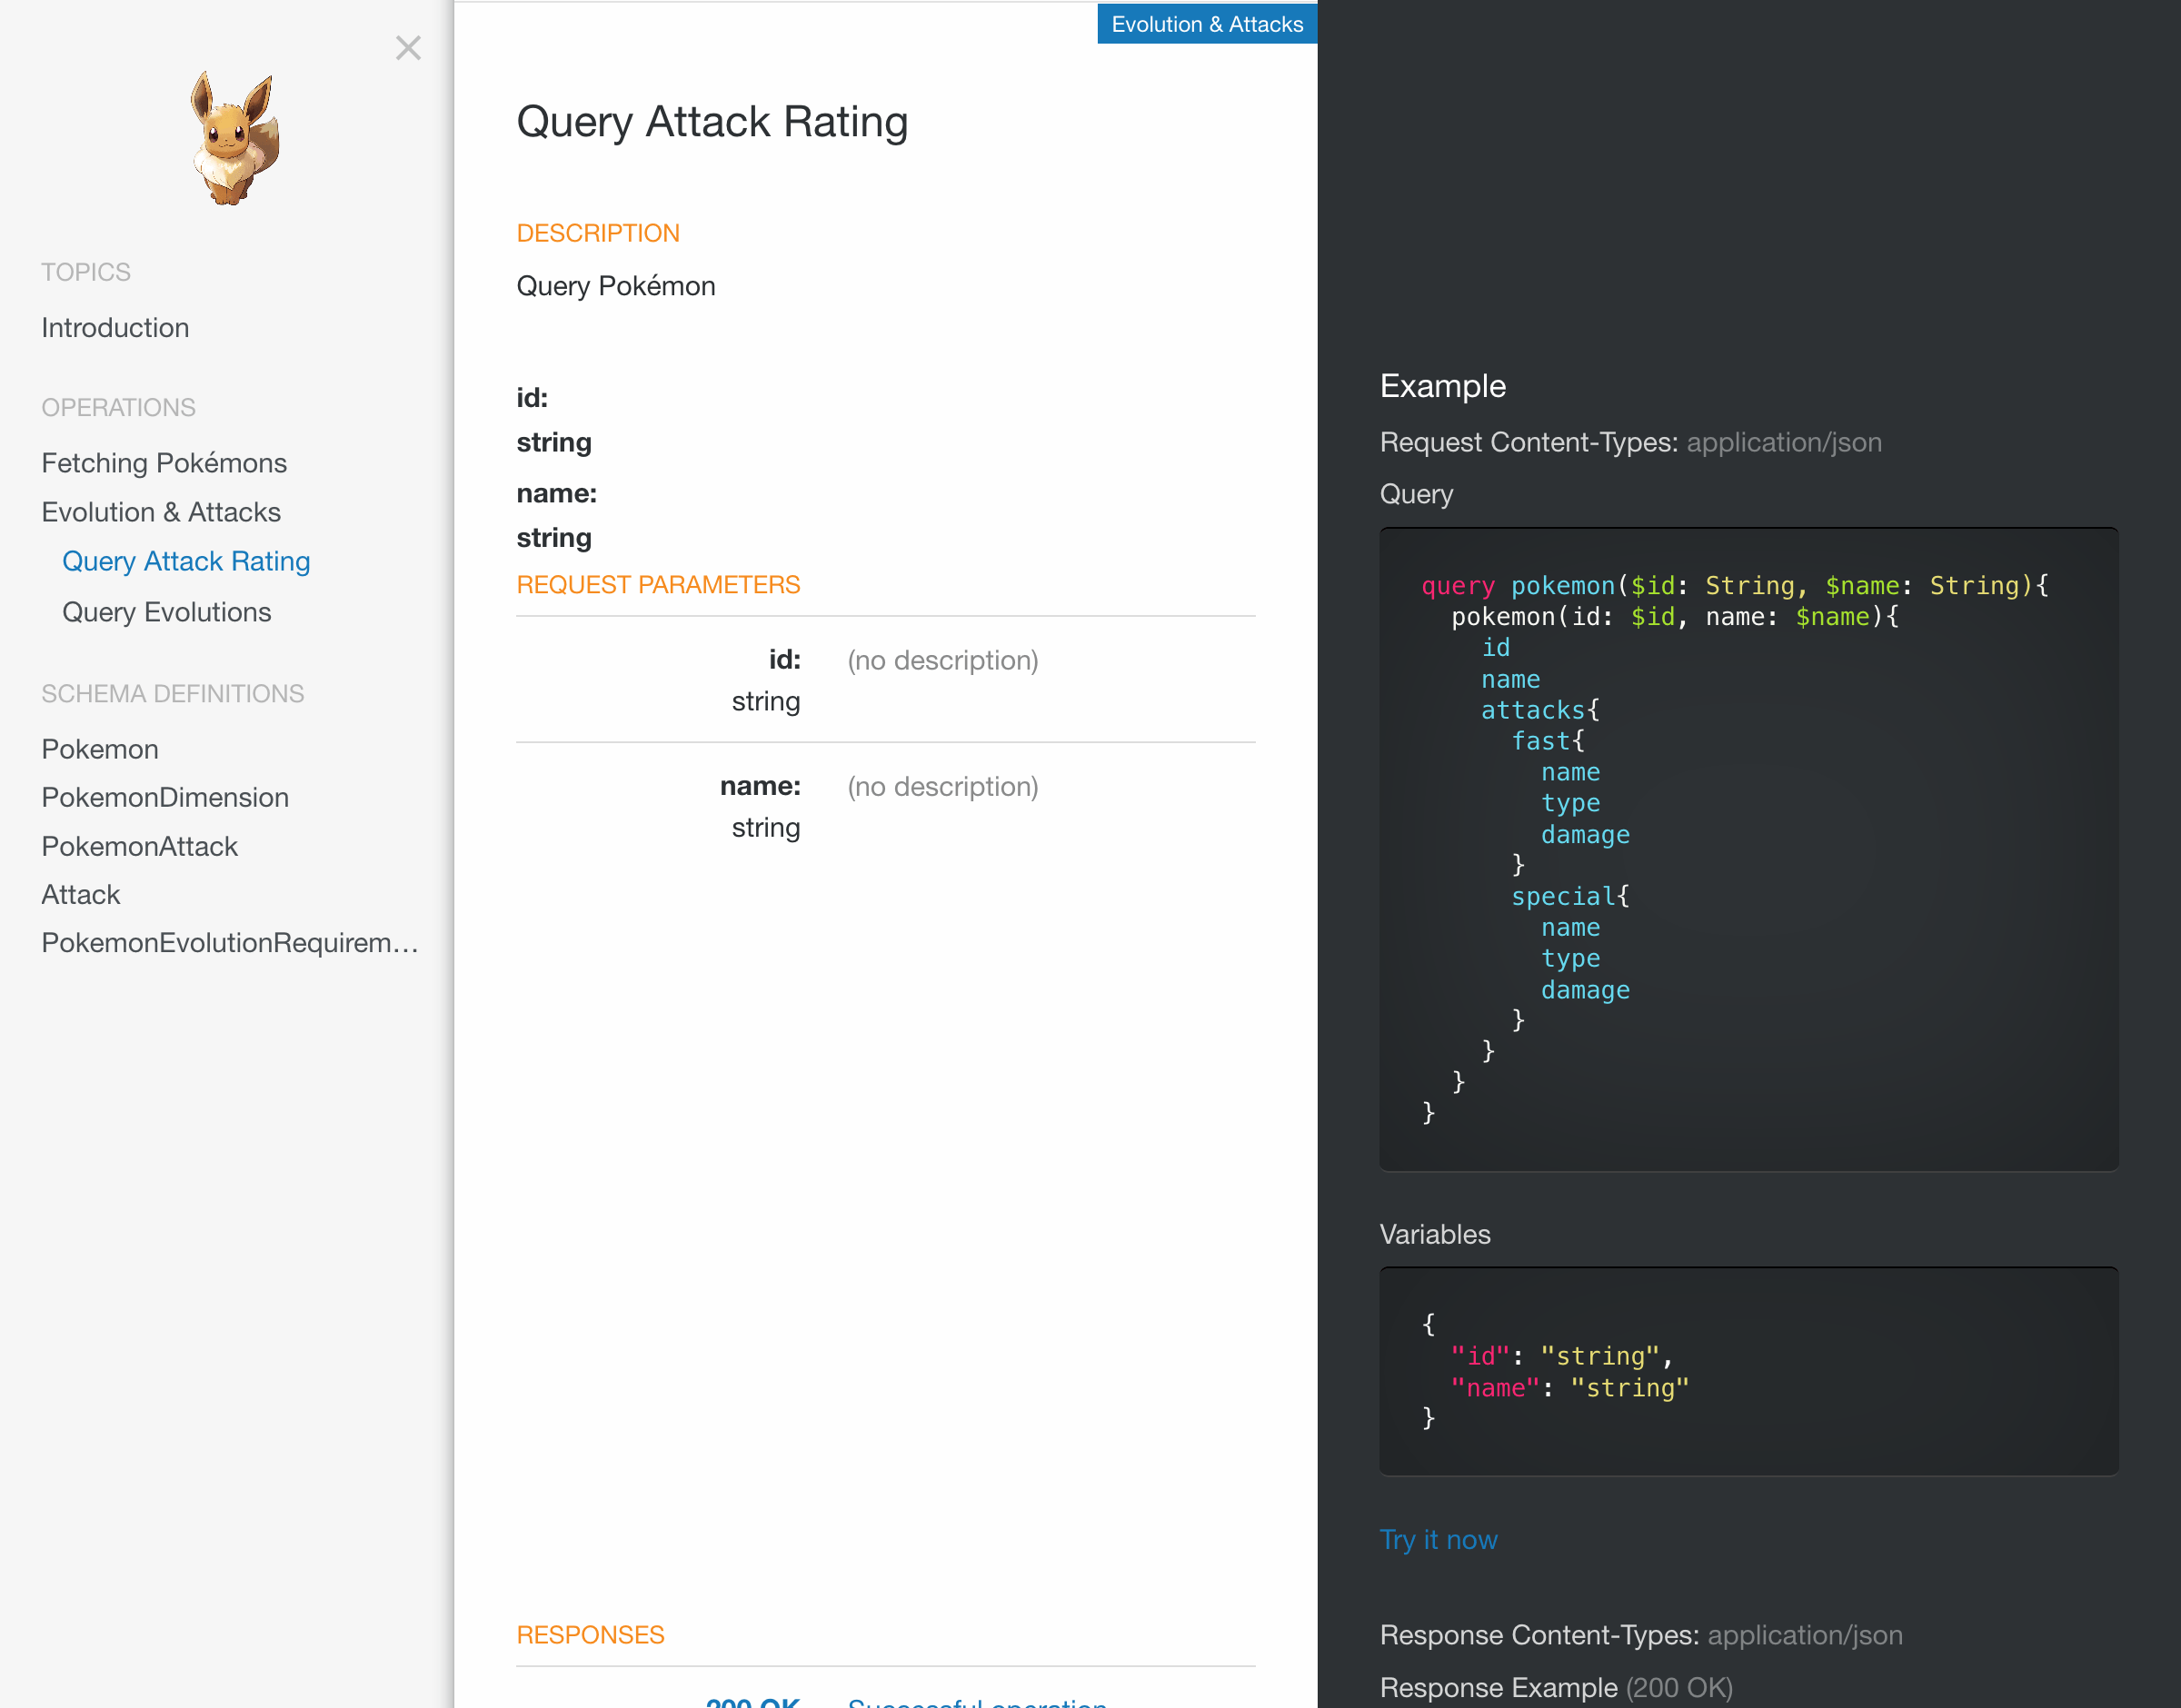 TOPICS
Introduction
OPERATIONS
Fetching Pokémons
Evolution & Attacks
Query Attack Rating
Query Evolutions
SCHEMA DEFINITIONS
Pokemon
PokemonDimension
PokemonAttack
Attack
PokemonEvolutionRequirem…
Evolution & Attacks
Query Attack Rating
DESCRIPTION
Query Pokémon
id:
string
name:
string
REQUEST PARAMETERS
id: (no description)
string
name: (no description)
string
RESPONSES
200 OK Successful operation
Example
Request Content-Types: application/json
Query
query pokemon($id: String, $name: String){
  pokemon(id: $id, name: $name){
    id
    name
    attacks{
      fast{
        name
        type
        damage
      }
      special{
        name
        type
        damage
      }
    }
  }
}
Variables
{
  "id": "string",
  "name": "string"
}
Try it now
Response Content-Types: application/json
Response Example (200 OK)